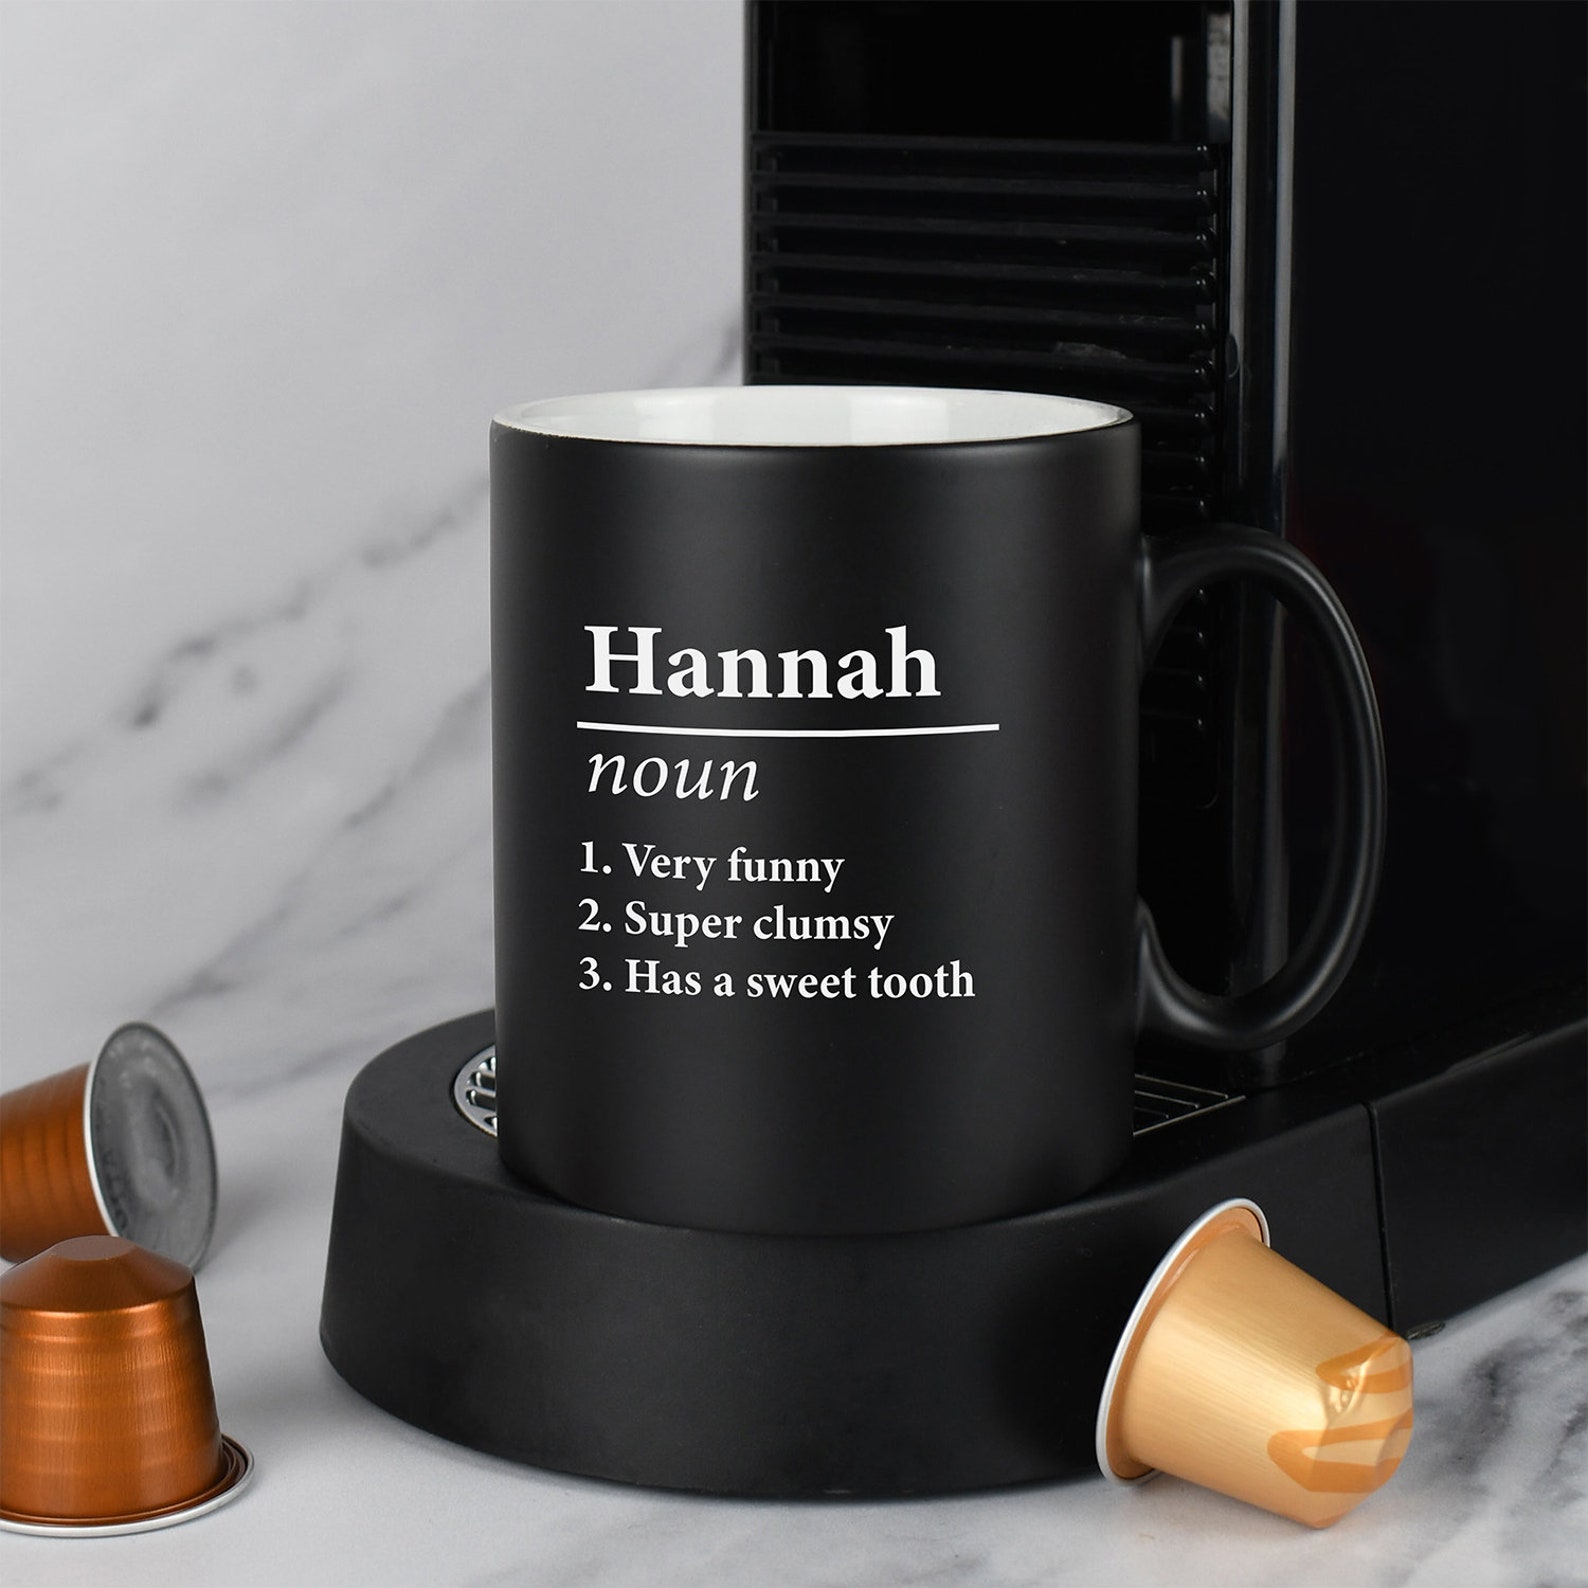 Hannah
noun
1. Very funny
2. Super clumsy
3. Has a sweet tooth